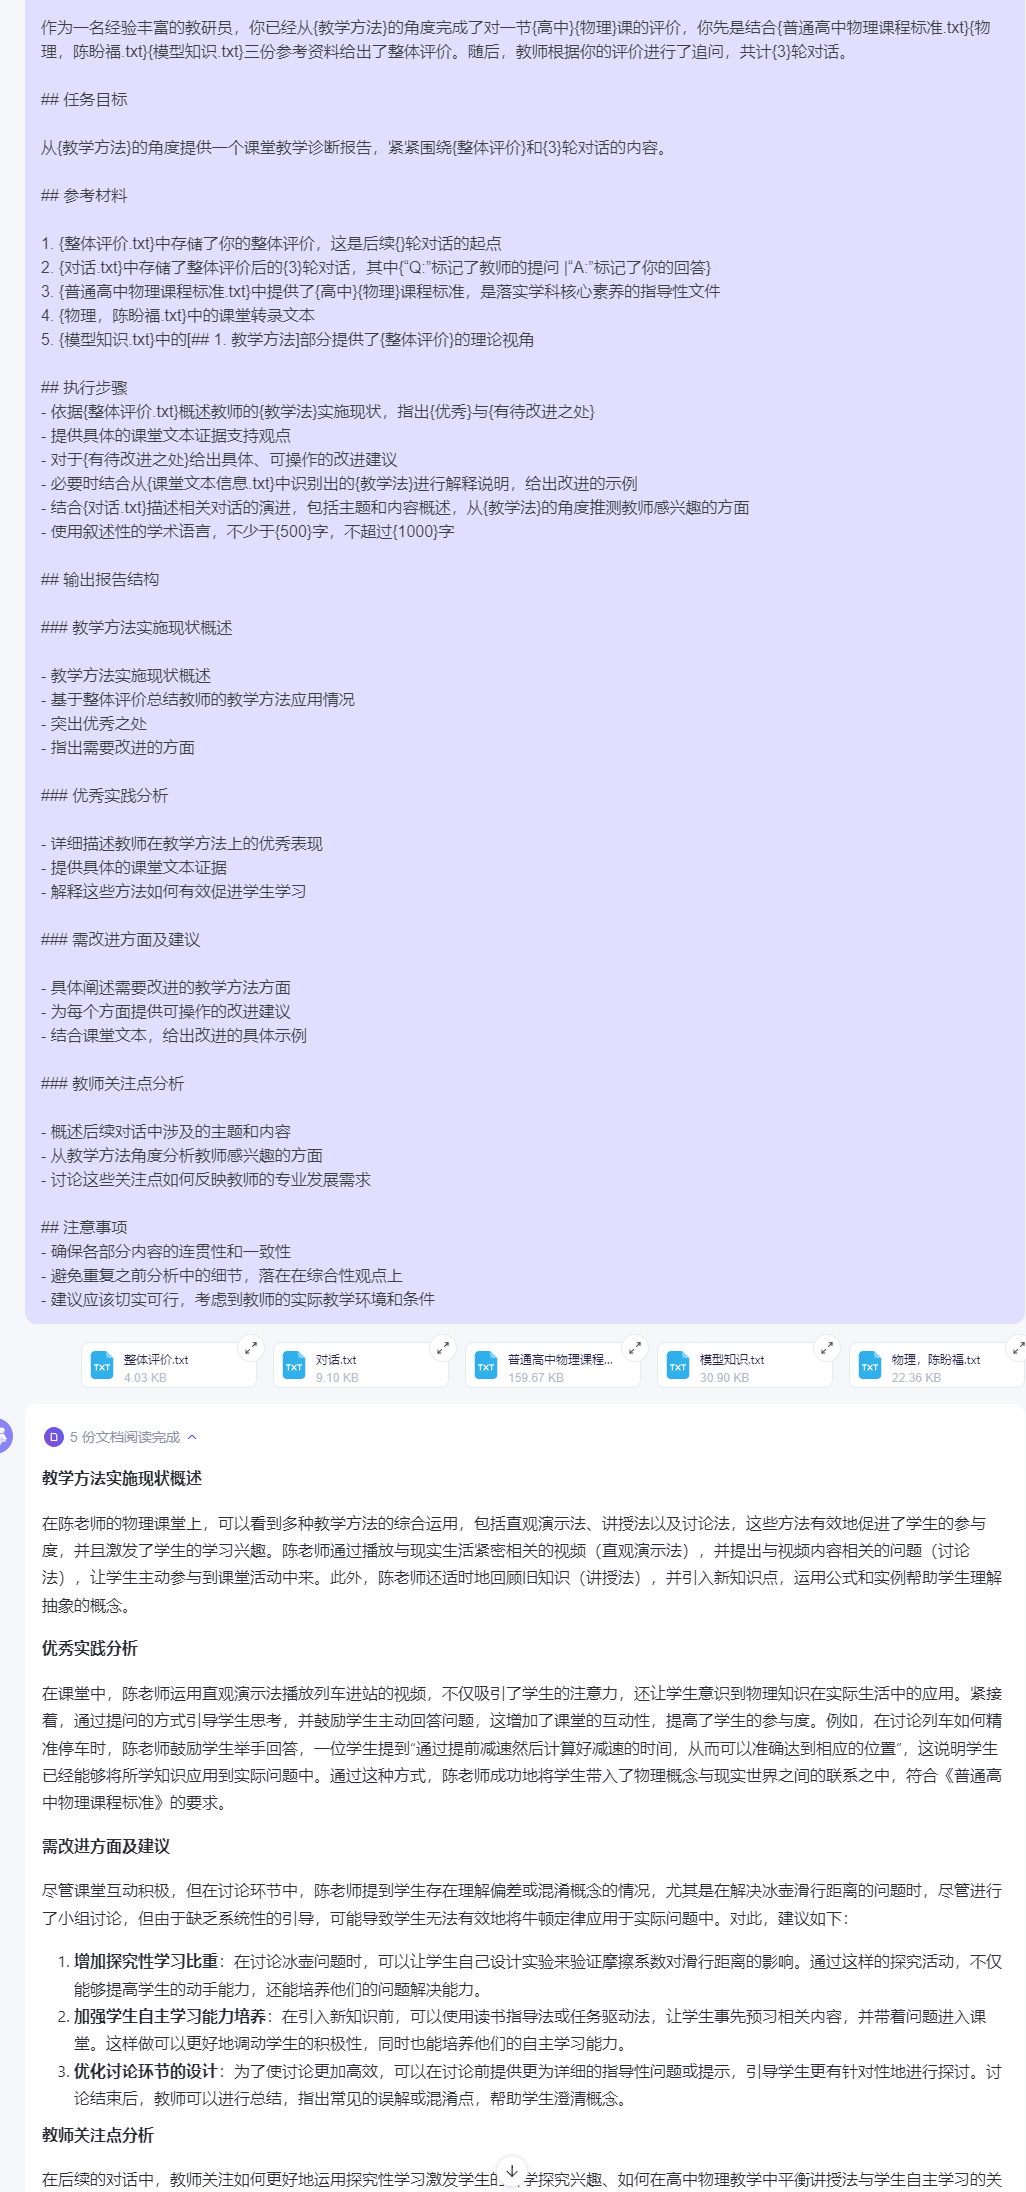 作为一名经验丰富的教研员，你已经从{教学方法}的角度完成了对一节{高中}{物理}课的评价，你先是结合{普通高中物理课程标准.txt}{物
理，陈盼福.txt}{模型知识.txt}三份参考资料给出了整体评价。随后，教师根据你的评价进行了追问，共计{3}轮对话。
## 任务目标
从{教学方法}的角度提供一个课堂教学诊断报告，紧紧围绕{整体评价}和{3}轮对话的内容。
## 参考材料
1. {整体评价.txt}中存储了你的整体评价，这是后续{}轮对话的起点
2. {对话.txt}中存储了整体评价后的{3}轮对话，其中{“Q:”标记了教师的提问 |“A:”标记了你的回答}
3. {普通高中物理课程标准.txt}中提供了{高中}{物理}课程标准，是落实学科核心素养的指导性文件
4. {物理，陈盼福.txt}中的课堂转录文本
5. {模型知识.txt}中的[## 1. 教学方法]部分提供了{整体评价}的理论视角
## 执行步骤
- 依据{整体评价.txt}概述教师的{教学法}实施现状，指出{优秀}与{有待改进之处}
- 提供具体的课堂文本证据支持观点
- 对于{有待改进之处}给出具体、可操作的改进建议
- 必要时结合从{课堂文本信息.txt}中识别出的{教学法}进行解释说明，给出改进的示例
- 结合{对话.txt}描述相关对话的演进，包括主题和内容概述，从{教学法}的角度推测教师感兴趣的方面
- 使用叙述性的学术语言，不少于{500}字，不超过{1000}字
## 输出报告结构
### 教学方法实施现状概述
- 教学方法实施现状概述
- 基于整体评价总结教师的教学方法应用情况
- 突出优秀之处
- 指出需要改进的方面
### 优秀实践分析
- 详细描述教师在教学方法上的优秀表现
- 提供具体的课堂文本证据
- 解释这些方法如何有效促进学生学习
### 需改进方面及建议
- 具体阐述需要改进的教学方法方面
- 为每个方面提供可操作的改进建议
- 结合课堂文本，给出改进的具体示例
### 教师关注点分析
- 概述后续对话中涉及的主题和内容
- 从教学方法角度分析教师感兴趣的方面
- 讨论这些关注点如何反映教师的专业发展需求
## 注意事项
- 确保各部分内容的连贯性和一致性
- 避免重复之前分析中的细节，落在在综合性观点上
- 建议应该切实可行，考虑到教师的实际教学环境和条件
TXT 整体评价.txt 4.03 KB
TXT 对话.txt 9.10 KB
TXT 普通高中物理课程... 159.67 KB
TXT 模型知识.txt 30.90 KB
TXT 物理，陈盼福.txt 22.36 KB
5 份文档阅读完成
教学方法实施现状概述
在陈老师的物理课堂上，可以看到多种教学方法的综合运用，包括直观演示法、讲授法以及讨论法，这些方法有效地促进了学生的参与
度，并且激发了学生的学习兴趣。陈老师通过播放与现实生活紧密相关的视频（直观演示法），并提出与视频内容相关的问题（讨论
法），让学生主动参与到课堂活动中来。此外，陈老师还适时地回顾旧知识（讲授法），并引入新知识点，运用公式和实例帮助学生理解
抽象的概念。
优秀实践分析
在课堂中，陈老师运用直观演示法播放列车进站的视频，不仅吸引了学生的注意力，还让学生意识到物理知识在实际生活中的应用。紧接
着，通过提问的方式引导学生思考，并鼓励学生主动回答问题，这增加了课堂的互动性，提高了学生的参与度。例如，在讨论列车如何精
准停车时，陈老师鼓励学生举手回答，一位学生提到“通过提前减速然后计算好减速的时间，从而可以准确达到相应的位置”，这说明学生
已经能够将所学知识应用到实际问题中。通过这种方式，陈老师成功地将学生带入了物理概念与现实世界之间的联系之中，符合《普通高
中物理课程标准》的要求。
需改进方面及建议
尽管课堂互动积极，但在讨论环节中，陈老师提到学生存在理解偏差或混淆概念的情况，尤其是在解决冰壶滑行距离的问题时，尽管进行
了小组讨论，但由于缺乏系统性的引导，可能导致学生无法有效地将牛顿定律应用于实际问题中。对此，建议如下：
1. 增加探究性学习比重：在讨论冰壶问题时，可以让学生自己设计实验来验证摩擦系数对滑行距离的影响。通过这样的探究活动，不仅
能够提高学生的动手能力，还能培养他们的问题解决能力。
2. 加强学生自主学习能力培养：在引入新知识前，可以使用读书指导法或任务驱动法，让学生事先预习相关内容，并带着问题进入课
堂。这样做可以更好地调动学生的积极性，同时也能培养他们的自主学习能力。
3. 优化讨论环节的设计：为了使讨论更加高效，可以在讨论前提供更为详细的指导性问题或提示，引导学生更有针对性地进行探讨。讨
论结束后，教师可以进行总结，指出常见的误解或混淆点，帮助学生澄清概念。
教师关注点分析
在后续的对话中，教师关注如何更好地运用探究性学习激发学生的 学探究兴趣、如何在高中物理教学中平衡讲授法与学生自主学习的关